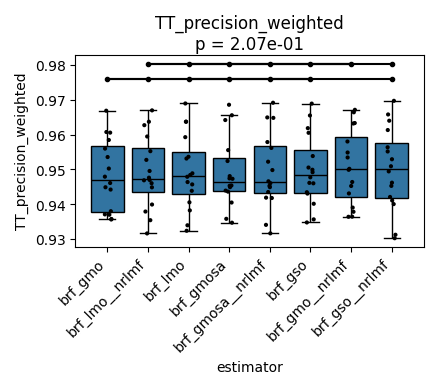 TT_precision_weighted
p = 2.07e-01
TT_precision_weighted
0.98
0.97
0.96
0.95
0.94
0.93
brf_gmo
brf_lmo__nrlmf
brf_lmo
brf_gmosa
brf_gmosa__nrlmf
brf_gso
brf_gmo__nrlmf
brf_gso__nrlmf
estimator